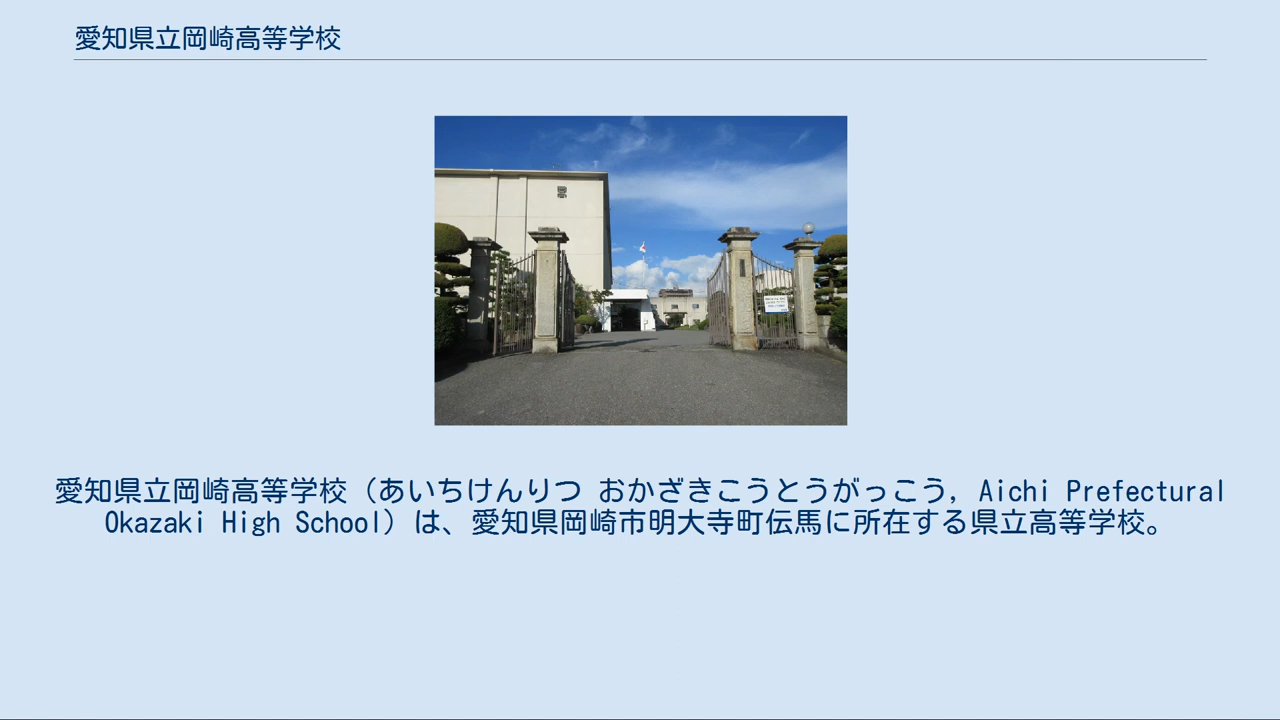 愛知県立岡崎高等学校
愛知県立岡崎高等学校（あいちけんりつ おかざきこうとうがっこう, Aichi Prefectural
Okazaki High School）は、愛知県岡崎市明大寺町伝馬に所在する県立高等学校。